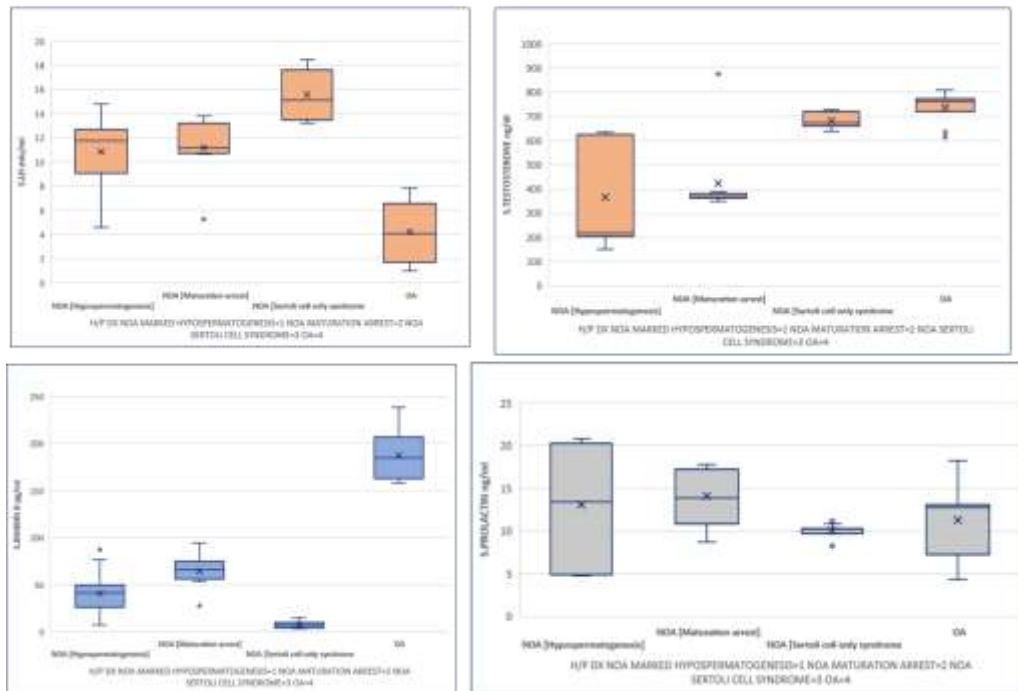 20
18
16
14
12
10
8
6
4
2
0
S.LH mIU/ml
NOA [Hypospermatogenesis]
NOA [Maturation arrest]
NOA [Sertoli cell-only syndrome
OA
H/P DX NOA MARKED HYPOSPERMATOGENESIS=1 NOA MATURATION ARREST=2 NOA
SERTOLI CELL SYNDROME=3 OA=4
1000
900
800
700
600
500
400
300
200
100
0
S.TESTOSTEROME ng/dl
NOA [Hypospermatogenesis]
NOA [Maturation arrest]
NOA [Sertoli cell-only syndrome
OA
H/P DX NOA MARKED HYPOSPERMATOGENESIS=1 NOA MATURATION ARREST=2 NOA SERTOLI
CELL SYNDROME=3 OA=4
250
200
150
100
50
0
S.INHIBIN B pg/ml
NOA [Hypospermatogenesis]
NOA [Maturation arrest]
NOA [Sertoli cell-only syndrome
OA
H/P DX NOA MARKED HYPOSPERMATOGENESIS=1 NOA MATURATION ARREST=2 NOA
SERTOLI CELL SYNDROME=3 OA=4
25
20
15
10
5
0
S.PROLACTIN ng/ml
NOA [Hypospermatogenesis]
NOA [Maturation arrest]
NOA [Sertoli cell-only syndrome
OA
H/P DX NOA MARKED HYPOSPERMATOGENESIS=1 NOA MATURATION ARREST=2 NOA
SERTOLI CELL SYNDROME=3 OA=4